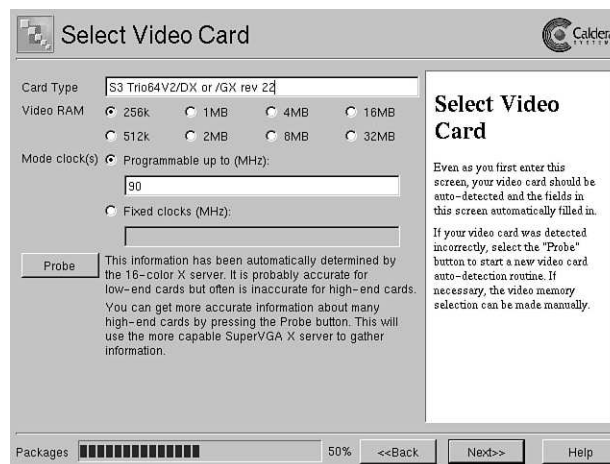 Select Video Card
Caldera
SYSTEMS
Card Type S3 Trio64V2/DX or /GX rev 22
Video RAM 256k 1MB 4MB 16MB
512k 2MB 8MB 32MB
Mode clock(s) Programmable up to (MHz):
90
Fixed clocks (MHz):
Probe
This information has been automatically determined by
the 16-color X server. It is probably accurate for
low-end cards but often is inaccurate for high-end cards.
You can get more accurate information about many
high-end cards by pressing the Probe button. This will
use the more capable SuperVGA X server to gather
information.
Select Video
Card
Even as you first enter this
screen, your video card should be
auto-detected and the fields in
this screen automatically filled in.
If your video card was detected
incorrectly, select the "Probe"
button to start a new video card
auto-detection routine. If
necessary, the video memory
selection can be made manually.
Packages 50% <<Back Next>> Help